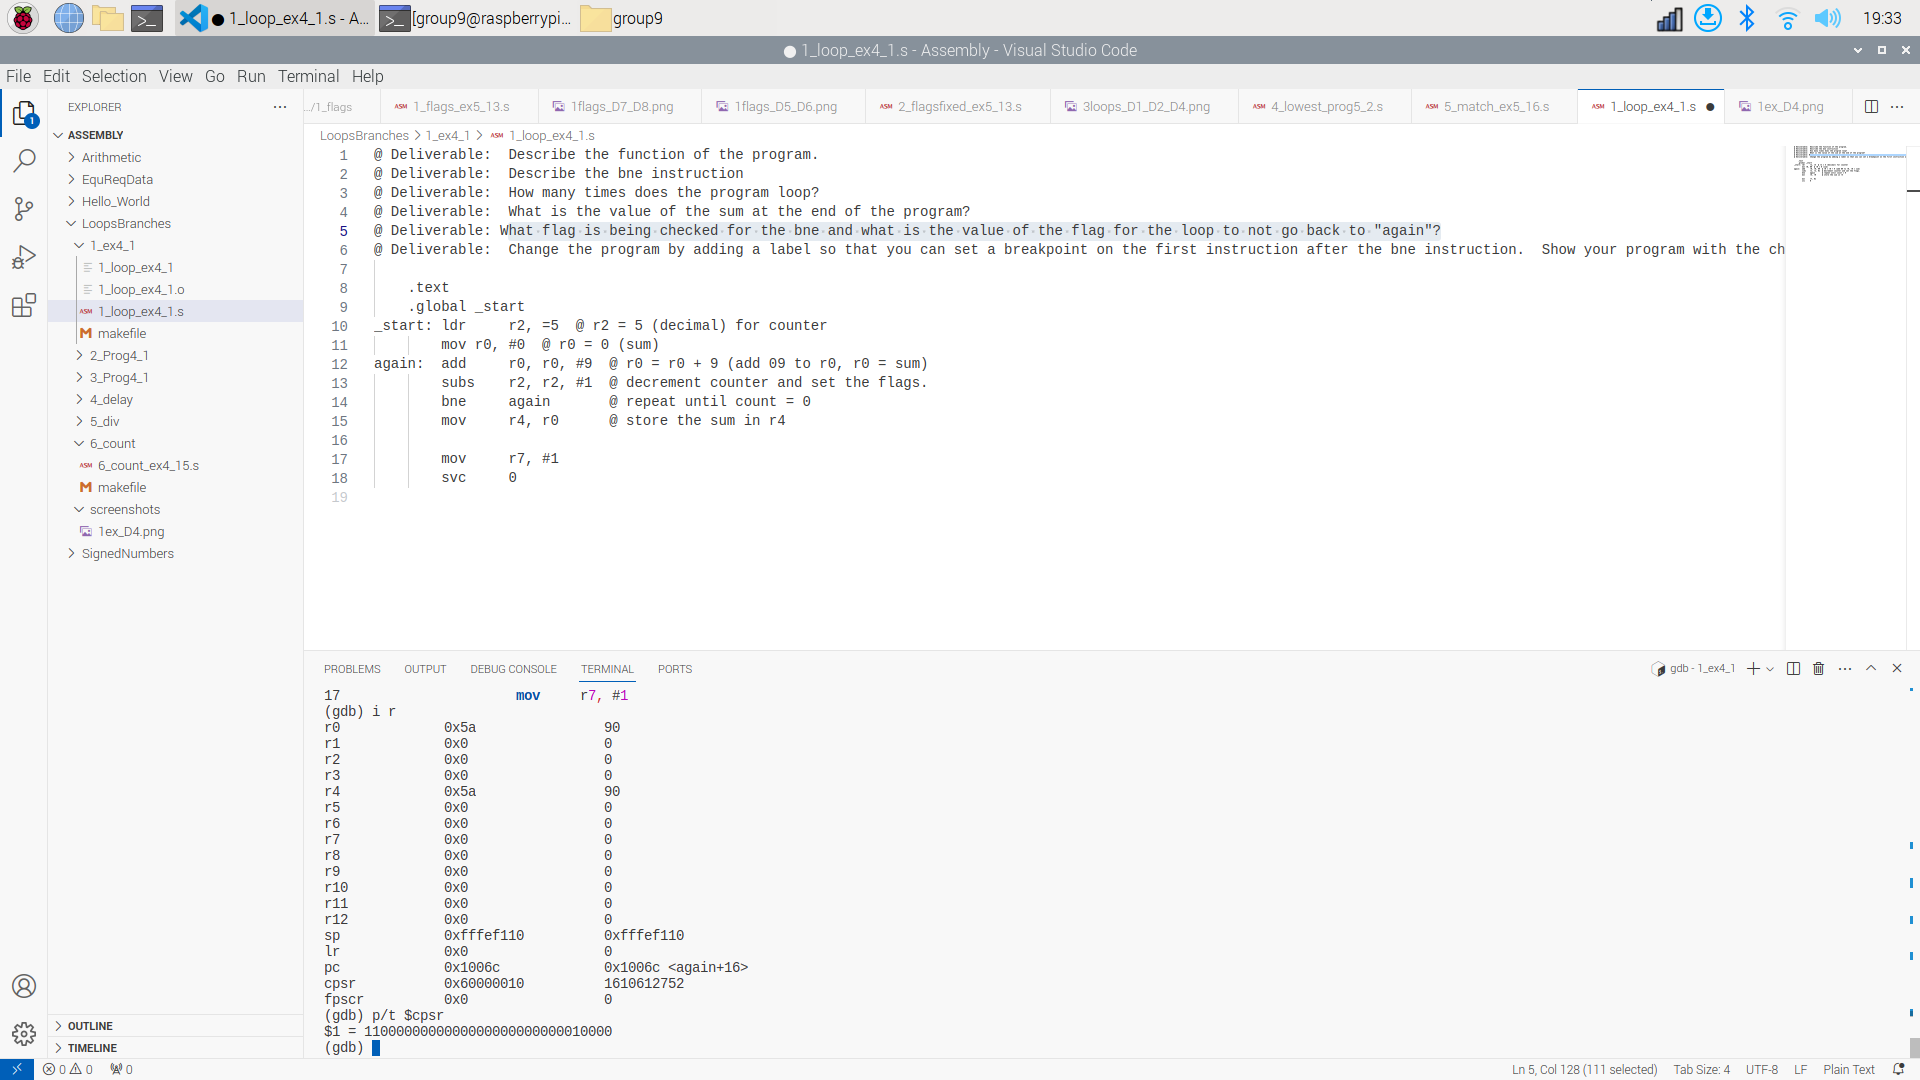 1_loop_ex4_1.s - A...
[group9@raspberrypi...
group9
19:33
1_loop_ex4_1.s - Assembly - Visual Studio Code
File Edit Selection View Go Run Terminal Help
EXPLORER
.../1_flags
1_flags_ex5_13.s
1flags_D7_D8.png
1flags_D5_D6.png
2_flagsfixed_ex5_13.s
3loops_D1_D2_D4.png
4_lowest_prog5_2.s
5_match_ex5_16.s
1_loop_ex4_1.s
1ex_D4.png
1
ASSEMBLY
Arithmetic
EquReqData
Hello_World
LoopsBranches
1_ex4_1
1_loop_ex4_1
1_loop_ex4_1.o
1_loop_ex4_1.s
makefile
2_Prog4_1
3_Prog4_1
4_delay
5_div
6_count
6_count_ex4_15.s
makefile
screenshots
1ex_D4.png
SignedNumbers
OUTLINE
TIMELINE
LoopsBranches > 1_ex4_1 > ASM 1_loop_ex4_1.s
1 @ Deliverable:  Describe the function of the program.
2 @ Deliverable:  Describe the bne instruction
3 @ Deliverable:  How many times does the program loop?
4 @ Deliverable:  What is the value of the sum at the end of the program?
5 @ Deliverable: What flag is being checked for the bne and what is the value of the flag for the loop to not go back to "again"?
6 @ Deliverable:  Change the program by adding a label so that you can set a breakpoint on the first instruction after the bne instruction.  Show your program with the ch
7
8 .text
9 .global _start
10 _start: ldr r2, =5 @ r2 = 5 (decimal) for counter
11 mov r0, #0 @ r0 = 0 (sum)
12 again: add r0, r0, #9 @ r0 = r0 + 9 (add 09 to r0, r0 = sum)
13 subs r2, r2, #1 @ decrement counter and set the flags.
14 bne again @ repeat until count = 0
15 mov r4, r0 @ store the sum in r4
16
17 mov r7, #1
18 svc 0
19
PROBLEMS OUTPUT DEBUG CONSOLE TERMINAL PORTS
gdb - 1_ex4_1
17 mov r7, #1
(gdb) i r
r0 0x5a 90
r1 0x0 0
r2 0x0 0
r3 0x0 0
r4 0x5a 90
r5 0x0 0
r6 0x0 0
r7 0x0 0
r8 0x0 0
r9 0x0 0
r10 0x0 0
r11 0x0 0
r12 0x0 0
sp 0xfffef110 0xfffef110
lr 0x0 0
pc 0x1006c 0x1006c <again+16>
cpsr 0x60000010 1610612752
fpscr 0x0 0
(gdb) p/t $cpsr
$1 = 1100000000000000000000000010000
(gdb)
0 0 0
Ln 5, Col 128 (111 selected) Tab Size: 4 UTF-8 LF Plain Text